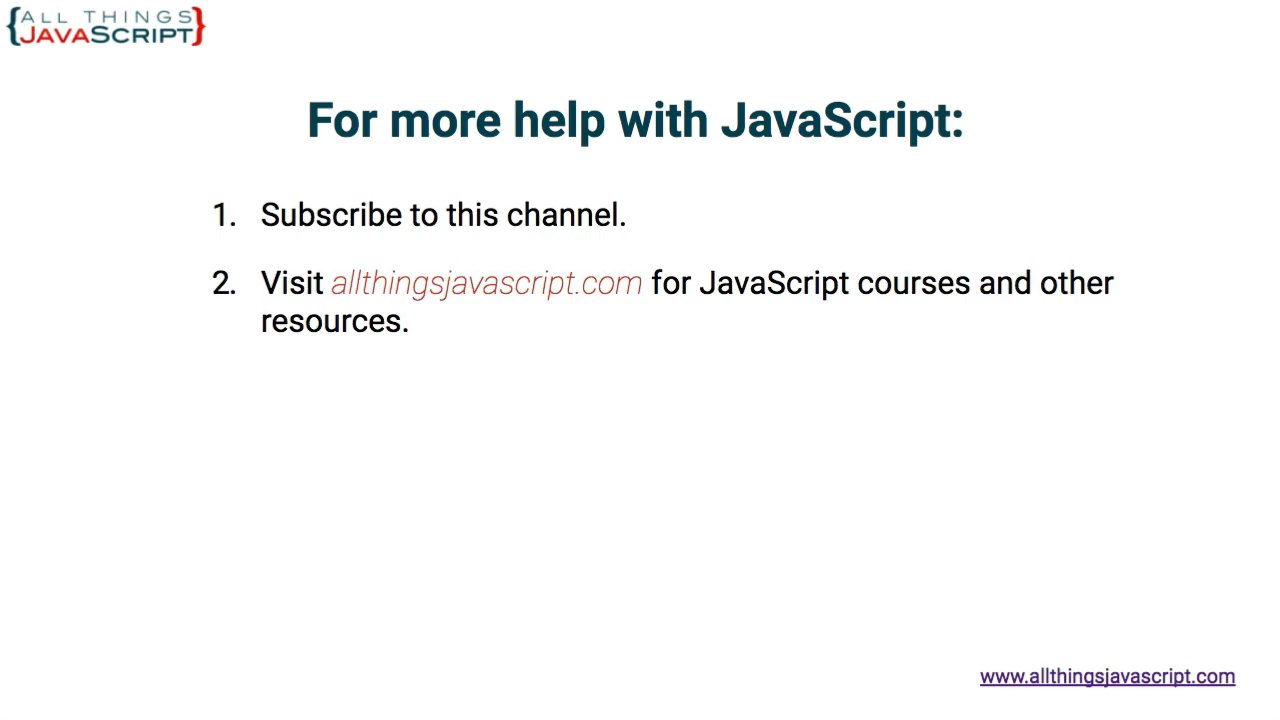 {ALL THINGS
JAVASCRIPT}
For more help with JavaScript:
1. Subscribe to this channel.
2. Visit allthingsjavascript.com for JavaScript courses and other
resources.
www.allthingsjavascript.com